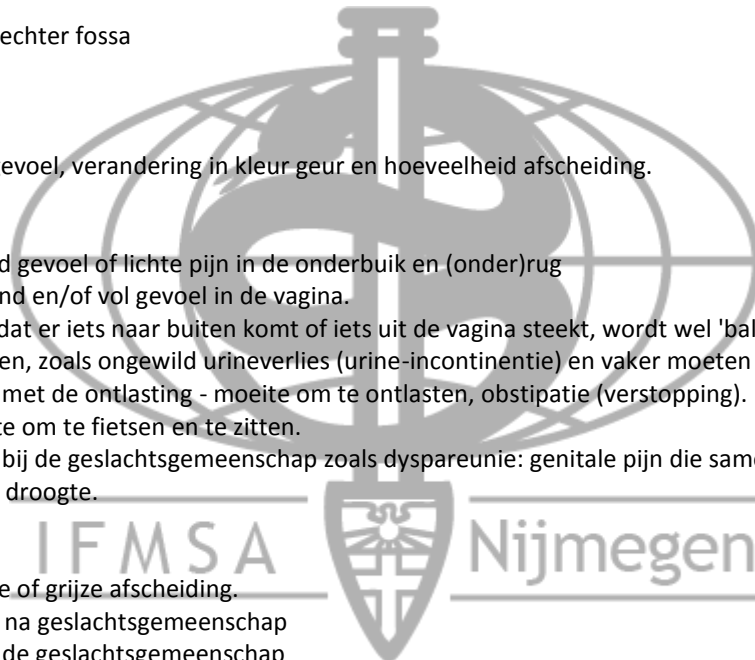 echter fossa
evoel, verandering in kleur geur en hoeveelheid afscheiding.
d gevoel of lichte pijn in de onderbuik en (onder)rug
nd en/of vol gevoel in de vagina.
dat er iets naar buiten komt of iets uit de vagina steekt, wordt wel 'bal
en, zoals ongewild urineverlies (urine-incontinentie) en vaker moeten
met de ontlasting - moeite om te ontlasten, obstipatie (verstopping).
te om te fietsen en te zitten.
bij de geslachtsgemeenschap zoals dyspareunie: genitale pijn die same
droogte.
IFMSA Nijmegen
e of grijze afscheiding.
na geslachtsgemeenschap
de geslachtsgemeenschap